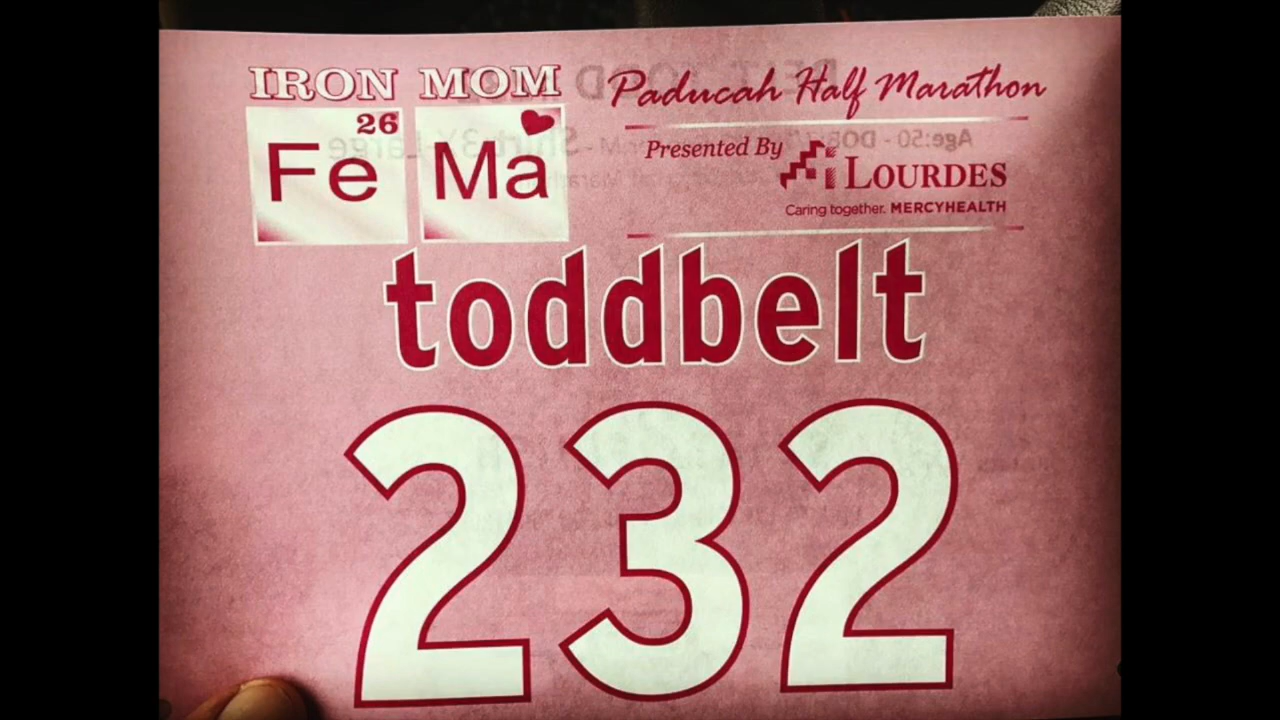 IRON MOM
26
Fe Ma
Paducah Half Marathon
Presented By
LOURDES
Caring together. MERCYHEALTH
toddbelt
232